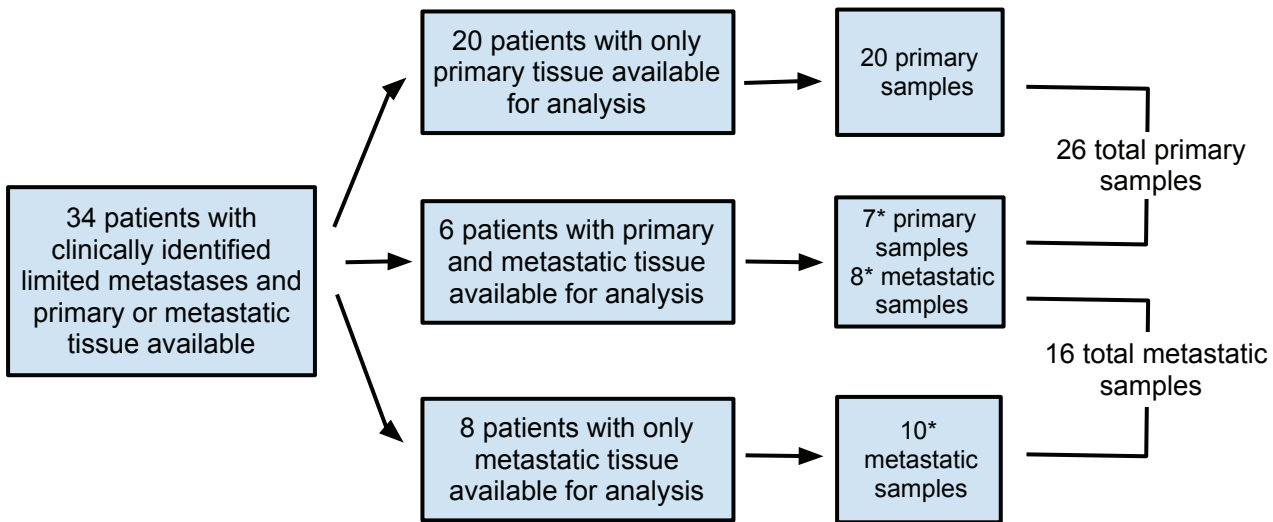 34 patients with
clinically identified
limited metastases and
primary or metastatic
tissue available
20 patients with only
primary tissue available
for analysis
20 primary
samples
6 patients with primary
and metastatic tissue
available for analysis
7* primary
samples
8* metastatic
samples
8 patients with only
metastatic tissue
available for analysis
10*
metastatic
samples
26 total primary
samples
16 total metastatic
samples